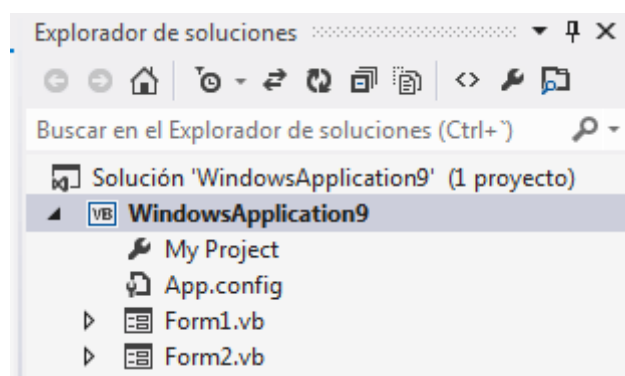 Explorador de soluciones
Buscar en el Explorador de soluciones (Ctrl+`)
Solución 'WindowsApplication9' (1 proyecto)
VB WindowsApplication9
My Project
App.config
Form1.vb
Form2.vb